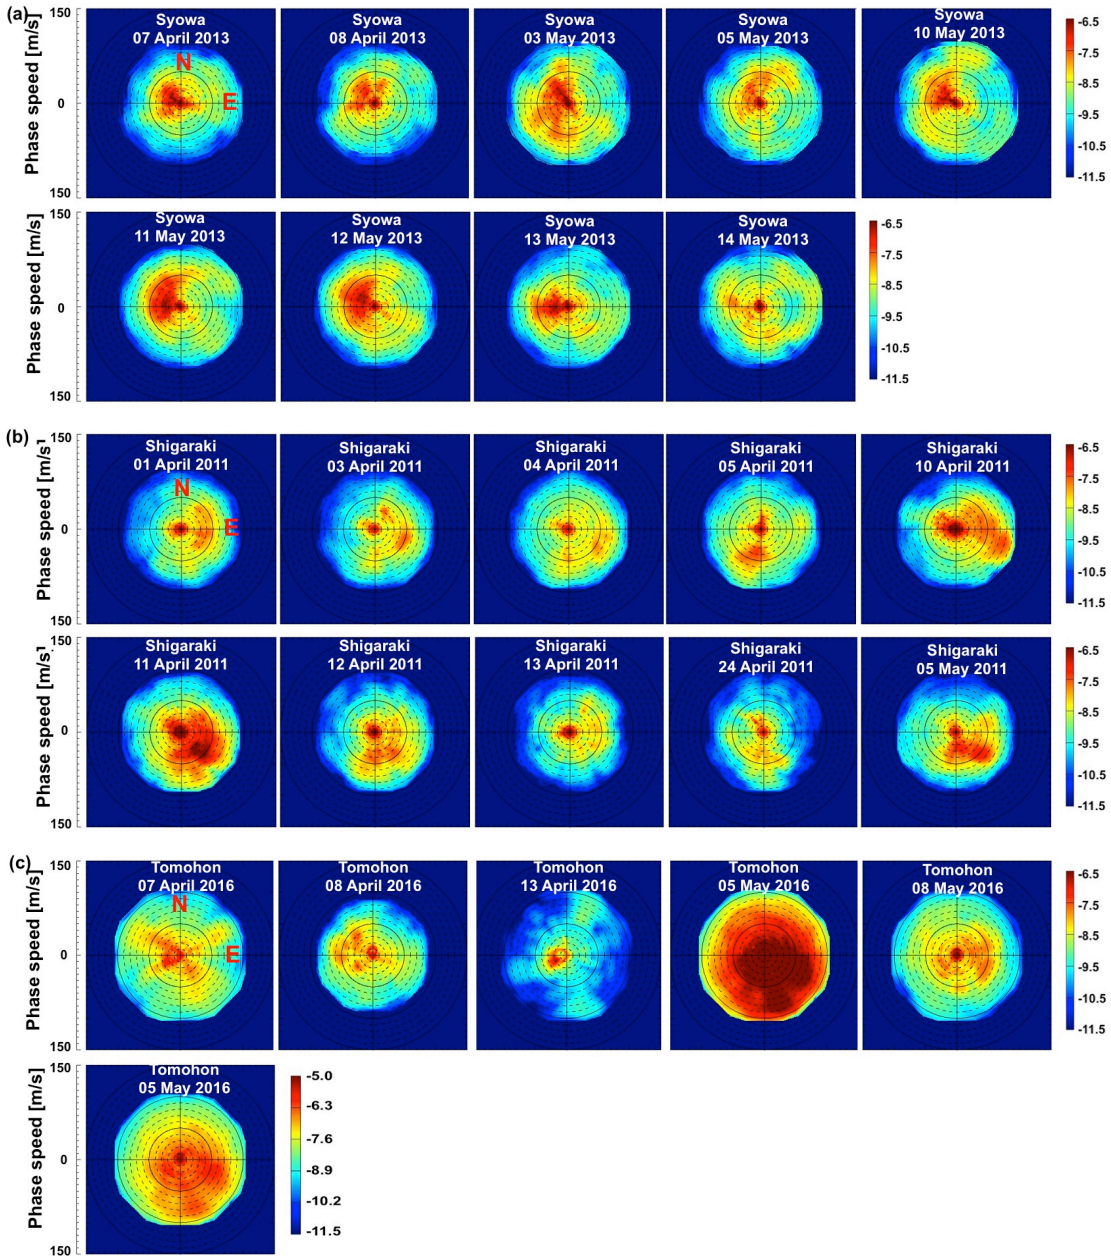 (a)
150
Phase speed [m/s]
0
150
Syowa
07 April 2013
N
E
Syowa
08 April 2013
Syowa
03 May 2013
Syowa
05 May 2013
Syowa
10 May 2013
-6.5
-7.5
-8.5
-9.5
-10.5
-11.5
150
Phase speed [m/s]
0
150
Syowa
11 May 2013
Syowa
12 May 2013
Syowa
13 May 2013
Syowa
14 May 2013
-6.5
-7.5
-8.5
-9.5
-10.5
-11.5
(b)
150
Phase speed [m/s]
0
150
Shigaraki
01 April 2011
N
E
Shigaraki
03 April 2011
Shigaraki
04 April 2011
Shigaraki
05 April 2011
Shigaraki
10 April 2011
-6.5
-7.5
-8.5
-9.5
-10.5
-11.5
150
Phase speed [m/s]
0
150
Shigaraki
11 April 2011
Shigaraki
12 April 2011
Shigaraki
13 April 2011
Shigaraki
24 April 2011
Shigaraki
05 May 2011
-6.5
-7.5
-8.5
-9.5
-10.5
-11.5
(c)
150
Phase speed [m/s]
0
150
Tomohon
07 April 2016
N
E
Tomohon
08 April 2016
Tomohon
13 April 2016
Tomohon
05 May 2016
Tomohon
08 May 2016
-6.5
-7.5
-8.5
-9.5
-10.5
-11.5
150
Phase speed [m/s]
0
150
Tomohon
05 May 2016
-5.0
-6.3
-7.6
-8.9
-10.2
-11.5